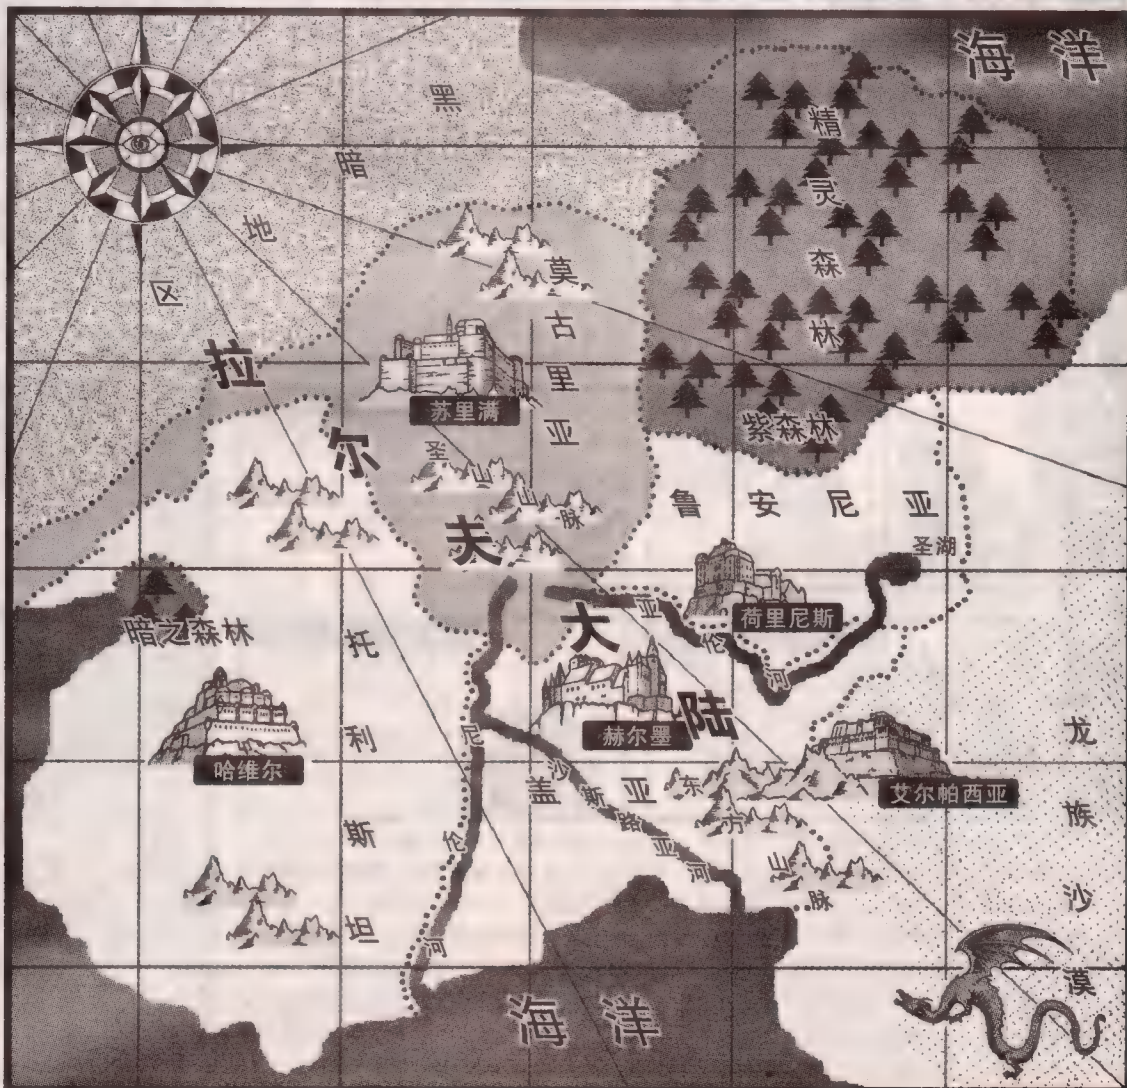 海洋
黑暗地区
精灵森林
莫古里亚
拉尔夫大陆
苏里满
紫森林
圣山山脉
鲁安尼亚
圣湖
亚伦河
荷里尼斯
暗之森林
托利斯坦
赫尔墨
哈维尔
尼伦河
盖亚
沙斯路亚河
东方山脉
艾尔帕西亚
龙族沙漠
海洋